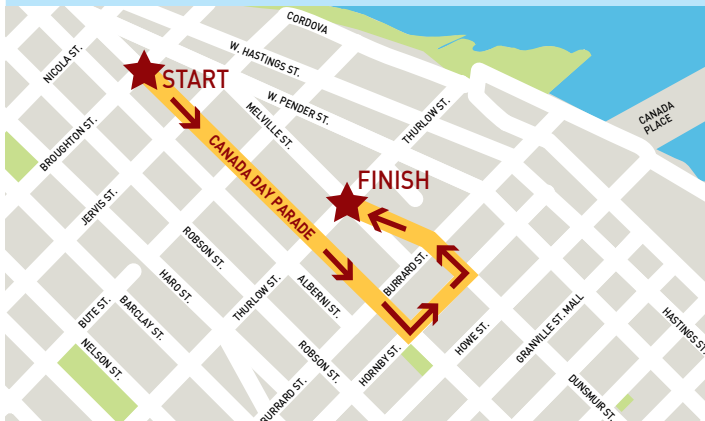 CORDOVA
NICOLA ST.
W. HASTINGS ST.
START
W. PENDER ST.
MELVILLE ST.
THURLOW ST.
CANADA
PLACE
BROUGHTON ST.
CANADA DAY PARADE
FINISH
JERVIS ST.
ROBSON ST.
HARO ST.
THURLOW ST.
ALBERNI ST.
BURRARD ST.
BUTE ST.
BARCLAY ST.
NELSON ST.
ROBSON ST.
HORNBY ST.
HOWE ST.
GRANVILLE ST. MALL
HASTINGS ST.
BURRARD ST.
DUNSMUIR ST.